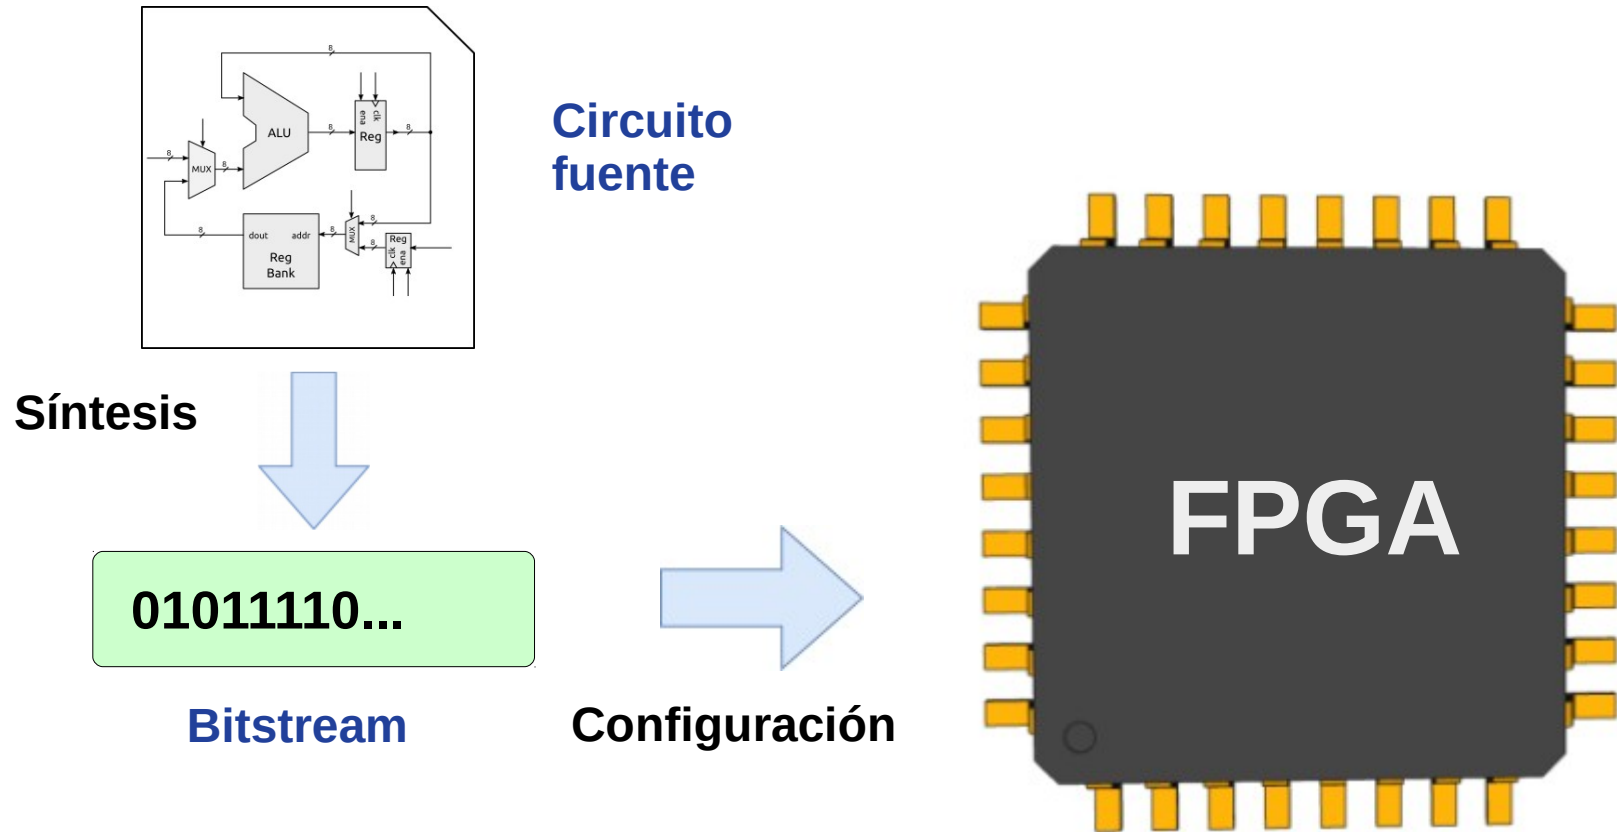 8
ALU
ena
clk
Reg
8
8
8
MUX
8
Circuito
fuente
8
dout
addr
Reg
Bank
8
MUX
8
8
Reg
clk
ena
Síntesis
01011110...
Bitstream
Configuración
FPGA